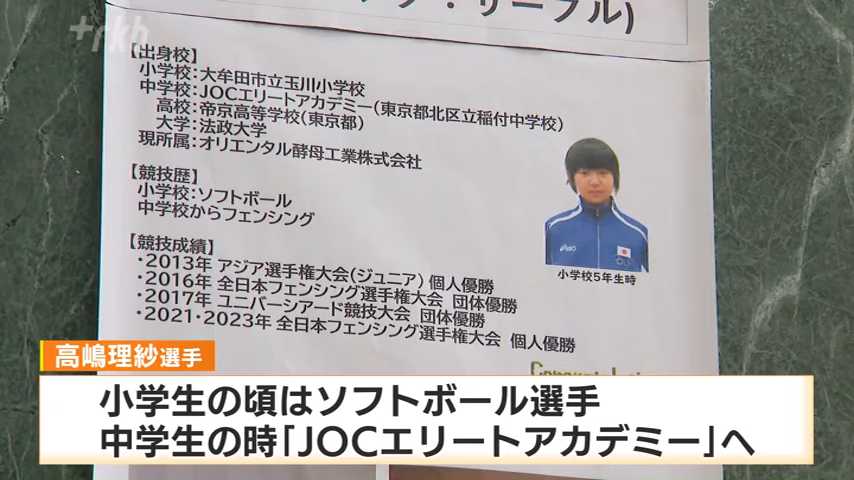 +rkb
・サーブル)
【出身校】
小学校：大牟田市立玉川小学校
中学校：JOCエリートアカデミー(東京都北区立稲付中学校)
高校：帝京高等学校(東京都)
大学：法政大学
現所属：オリエンタル酵母工業株式会社
【競技歴】
小学校：ソフトボール
中学校からフェンシング
【競技成績】
・2013年 アジア選手権大会(ジュニア) 個人優勝
・2016年 全日本フェンシング選手権大会 団体優勝
・2017年 ユニバーシアード競技大会 団体優勝
・2021・2023年 全日本フェンシング選手権大会 個人優勝
asics
小学校5年生時
高嶋理紗選手
小学生の頃はソフトボール選手
中学生の時「JOCエリートアカデミー」へ